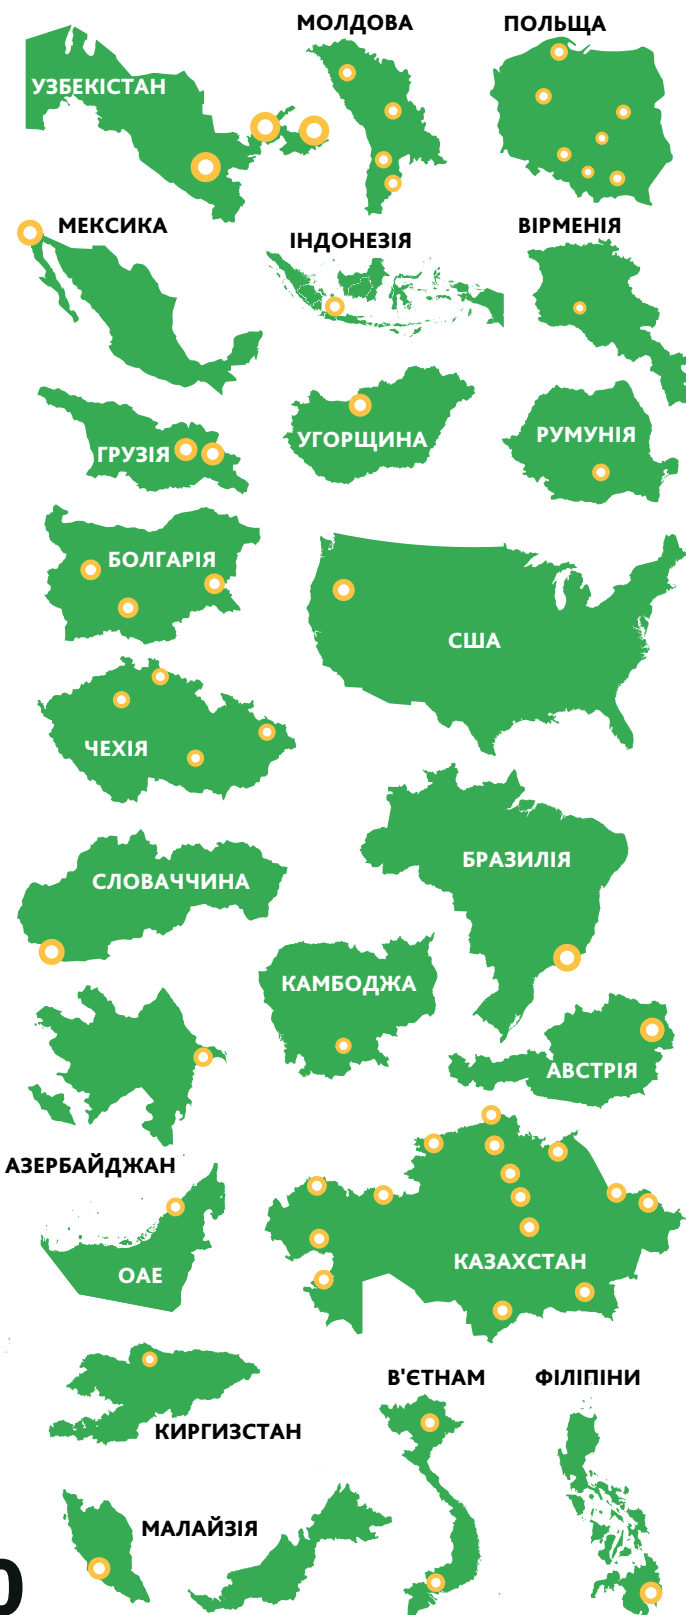 МОЛДОВА
ПОЛЬЩА
УЗБЕКІСТАН
МЕКСИКА
ІНДОНЕЗІЯ
ВІРМЕНІЯ
ГРУЗІЯ
УГОРЩИНА
РУМУНІЯ
БОЛГАРІЯ
США
ЧЕХІЯ
БРАЗИЛІЯ
СЛОВАЧЧИНА
КАМБОДЖА
АВСТРІЯ
АЗЕРБАЙДЖАН
ОАЕ
КАЗАХСТАН
В'ЄТНАМ
ФІЛІПІНИ
КИРГИЗСТАН
МАЛАЙЗІЯ